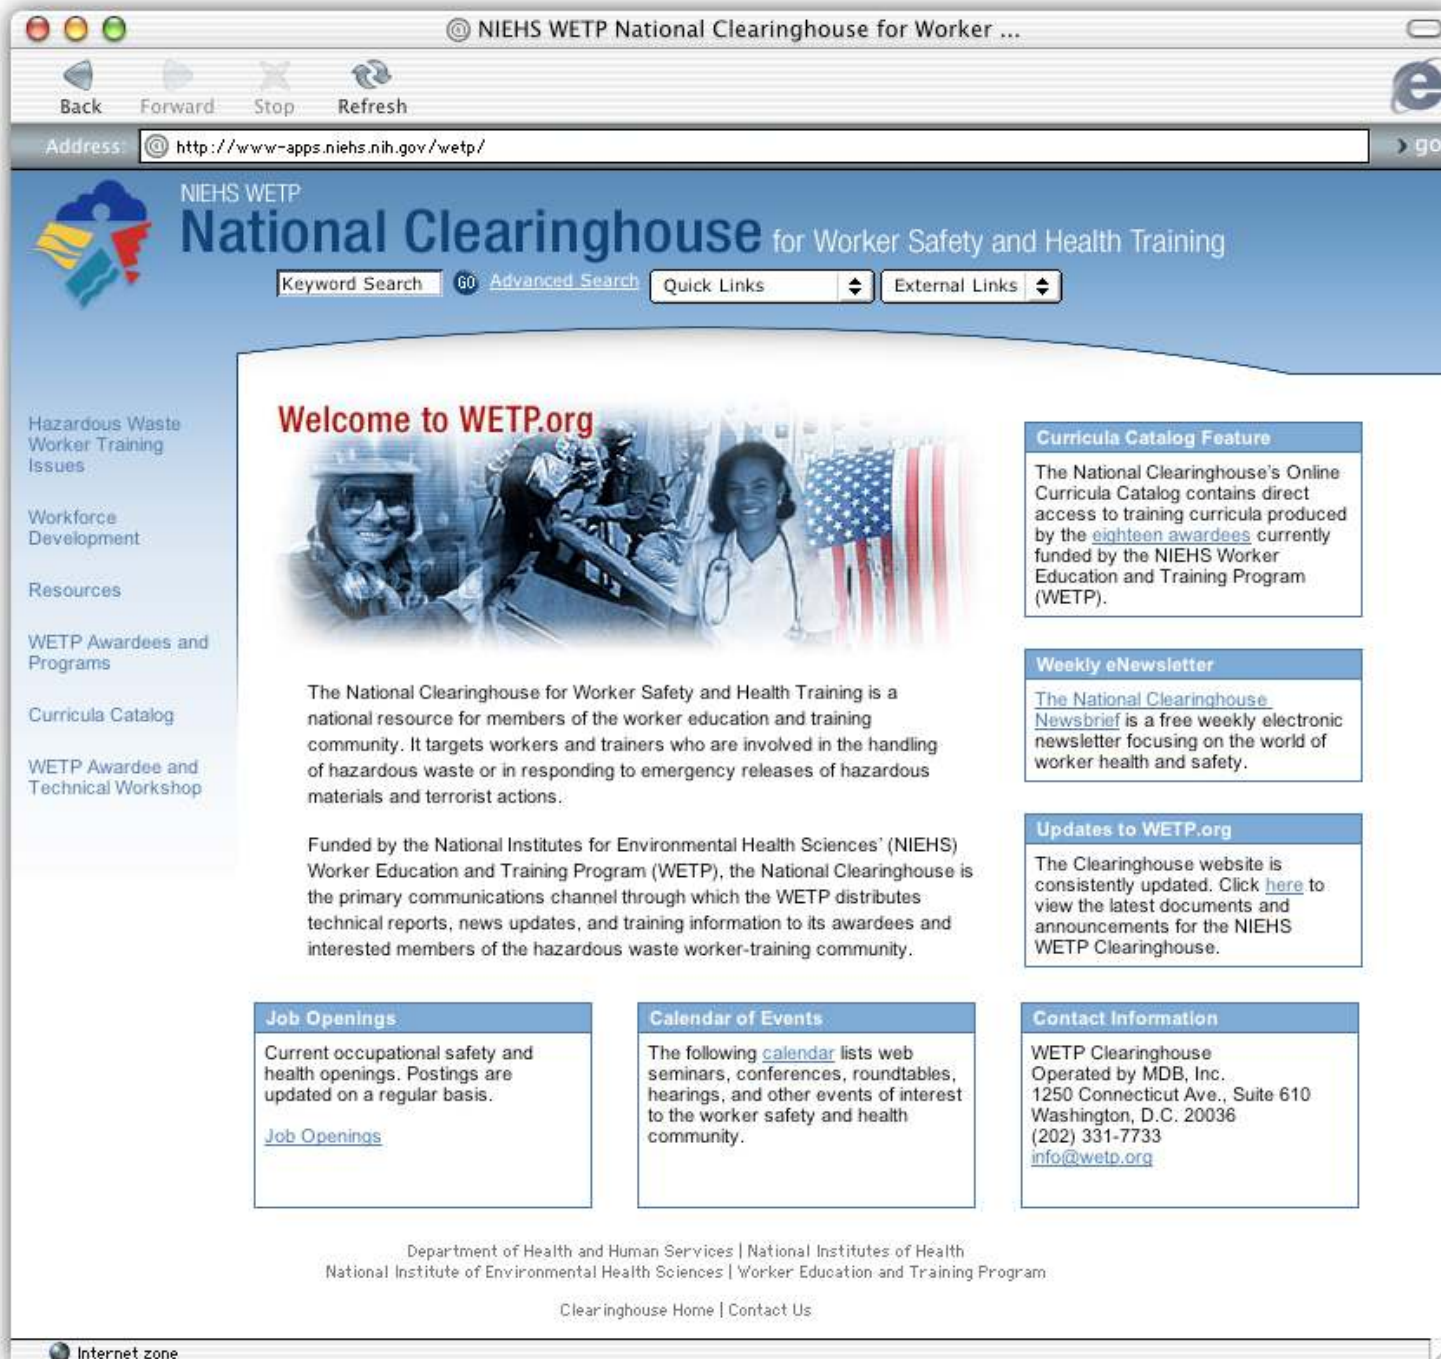 NIEHS WETP National Clearinghouse for Worker ...
Back
Forward
Stop
Refresh
Address:
http://www-apps.niehs.nih.gov/wetp/
go
NIEHS WETP
National Clearinghouse for Worker Safety and Health Training
Keyword Search
GO
Advanced Search
Quick Links
External Links
Hazardous Waste
Worker Training
Issues
Workforce
Development
Resources
WETP Awardees and
Programs
Curricula Catalog
WETP Awardee and
Technical Workshop
Welcome to WETP.org
The National Clearinghouse for Worker Safety and Health Training is a
national resource for members of the worker education and training
community. It targets workers and trainers who are involved in the handling
of hazardous waste or in responding to emergency releases of hazardous
materials and terrorist actions.
Funded by the National Institutes for Environmental Health Sciences' (NIEHS)
Worker Education and Training Program (WETP), the National Clearinghouse is
the primary communications channel through which the WETP distributes
technical reports, news updates, and training information to its awardees and
interested members of the hazardous waste worker-training community.
Curricula Catalog Feature
The National Clearinghouse's Online
Curricula Catalog contains direct
access to training curricula produced
by the eighteen awardees currently
funded by the NIEHS Worker
Education and Training Program
(WETP).
Weekly eNewsletter
The National Clearinghouse
Newsbrief is a free weekly electronic
newsletter focusing on the world of
worker health and safety.
Updates to WETP.org
The Clearinghouse website is
consistently updated. Click here to
view the latest documents and
announcements for the NIEHS
WETP Clearinghouse.
Job Openings
Current occupational safety and
health openings. Postings are
updated on a regular basis.
Job Openings
Calendar of Events
The following calendar lists web
seminars, conferences, roundtables,
hearings, and other events of interest
to the worker safety and health
community.
Contact Information
WETP Clearinghouse
Operated by MDB, Inc.
1250 Connecticut Ave., Suite 610
Washington, D.C. 20036
(202) 331-7733
info@wetp.org
Department of Health and Human Services | National Institutes of Health
National Institute of Environmental Health Sciences | Worker Education and Training Program
Clearinghouse Home | Contact Us
Internet zone